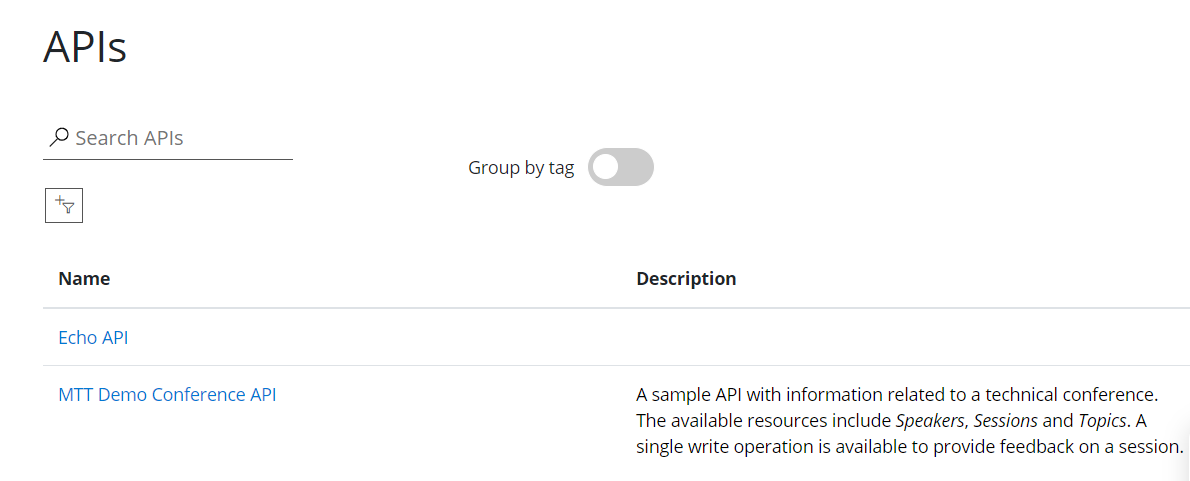 APIs
Search APIs
Group by tag
Name
Description
Echo API
MTT Demo Conference API
A sample API with information related to a technical conference.
The available resources include Speakers, Sessions and Topics. A
single write operation is available to provide feedback on a session.